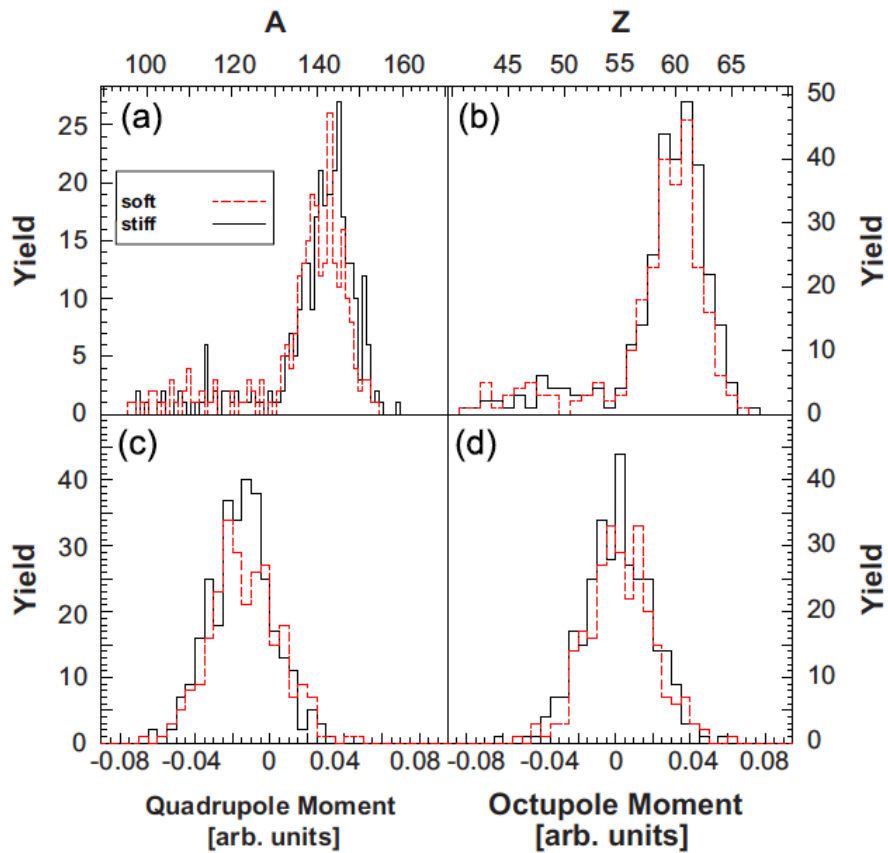 A
Z
100 120 140 160
45 50 55 60 65
(a)
(b)
25
20
15
10
5
0
50
40
30
20
10
0
soft
stiff
Yield
Yield
(c)
(d)
40
30
20
10
0
40
30
20
10
0
Yield
Yield
-0.08 -0.04 0 0.04 0.08
-0.08 -0.04 0 0.04 0.08
Quadrupole Moment
[arb. units]
Octupole Moment
[arb. units]